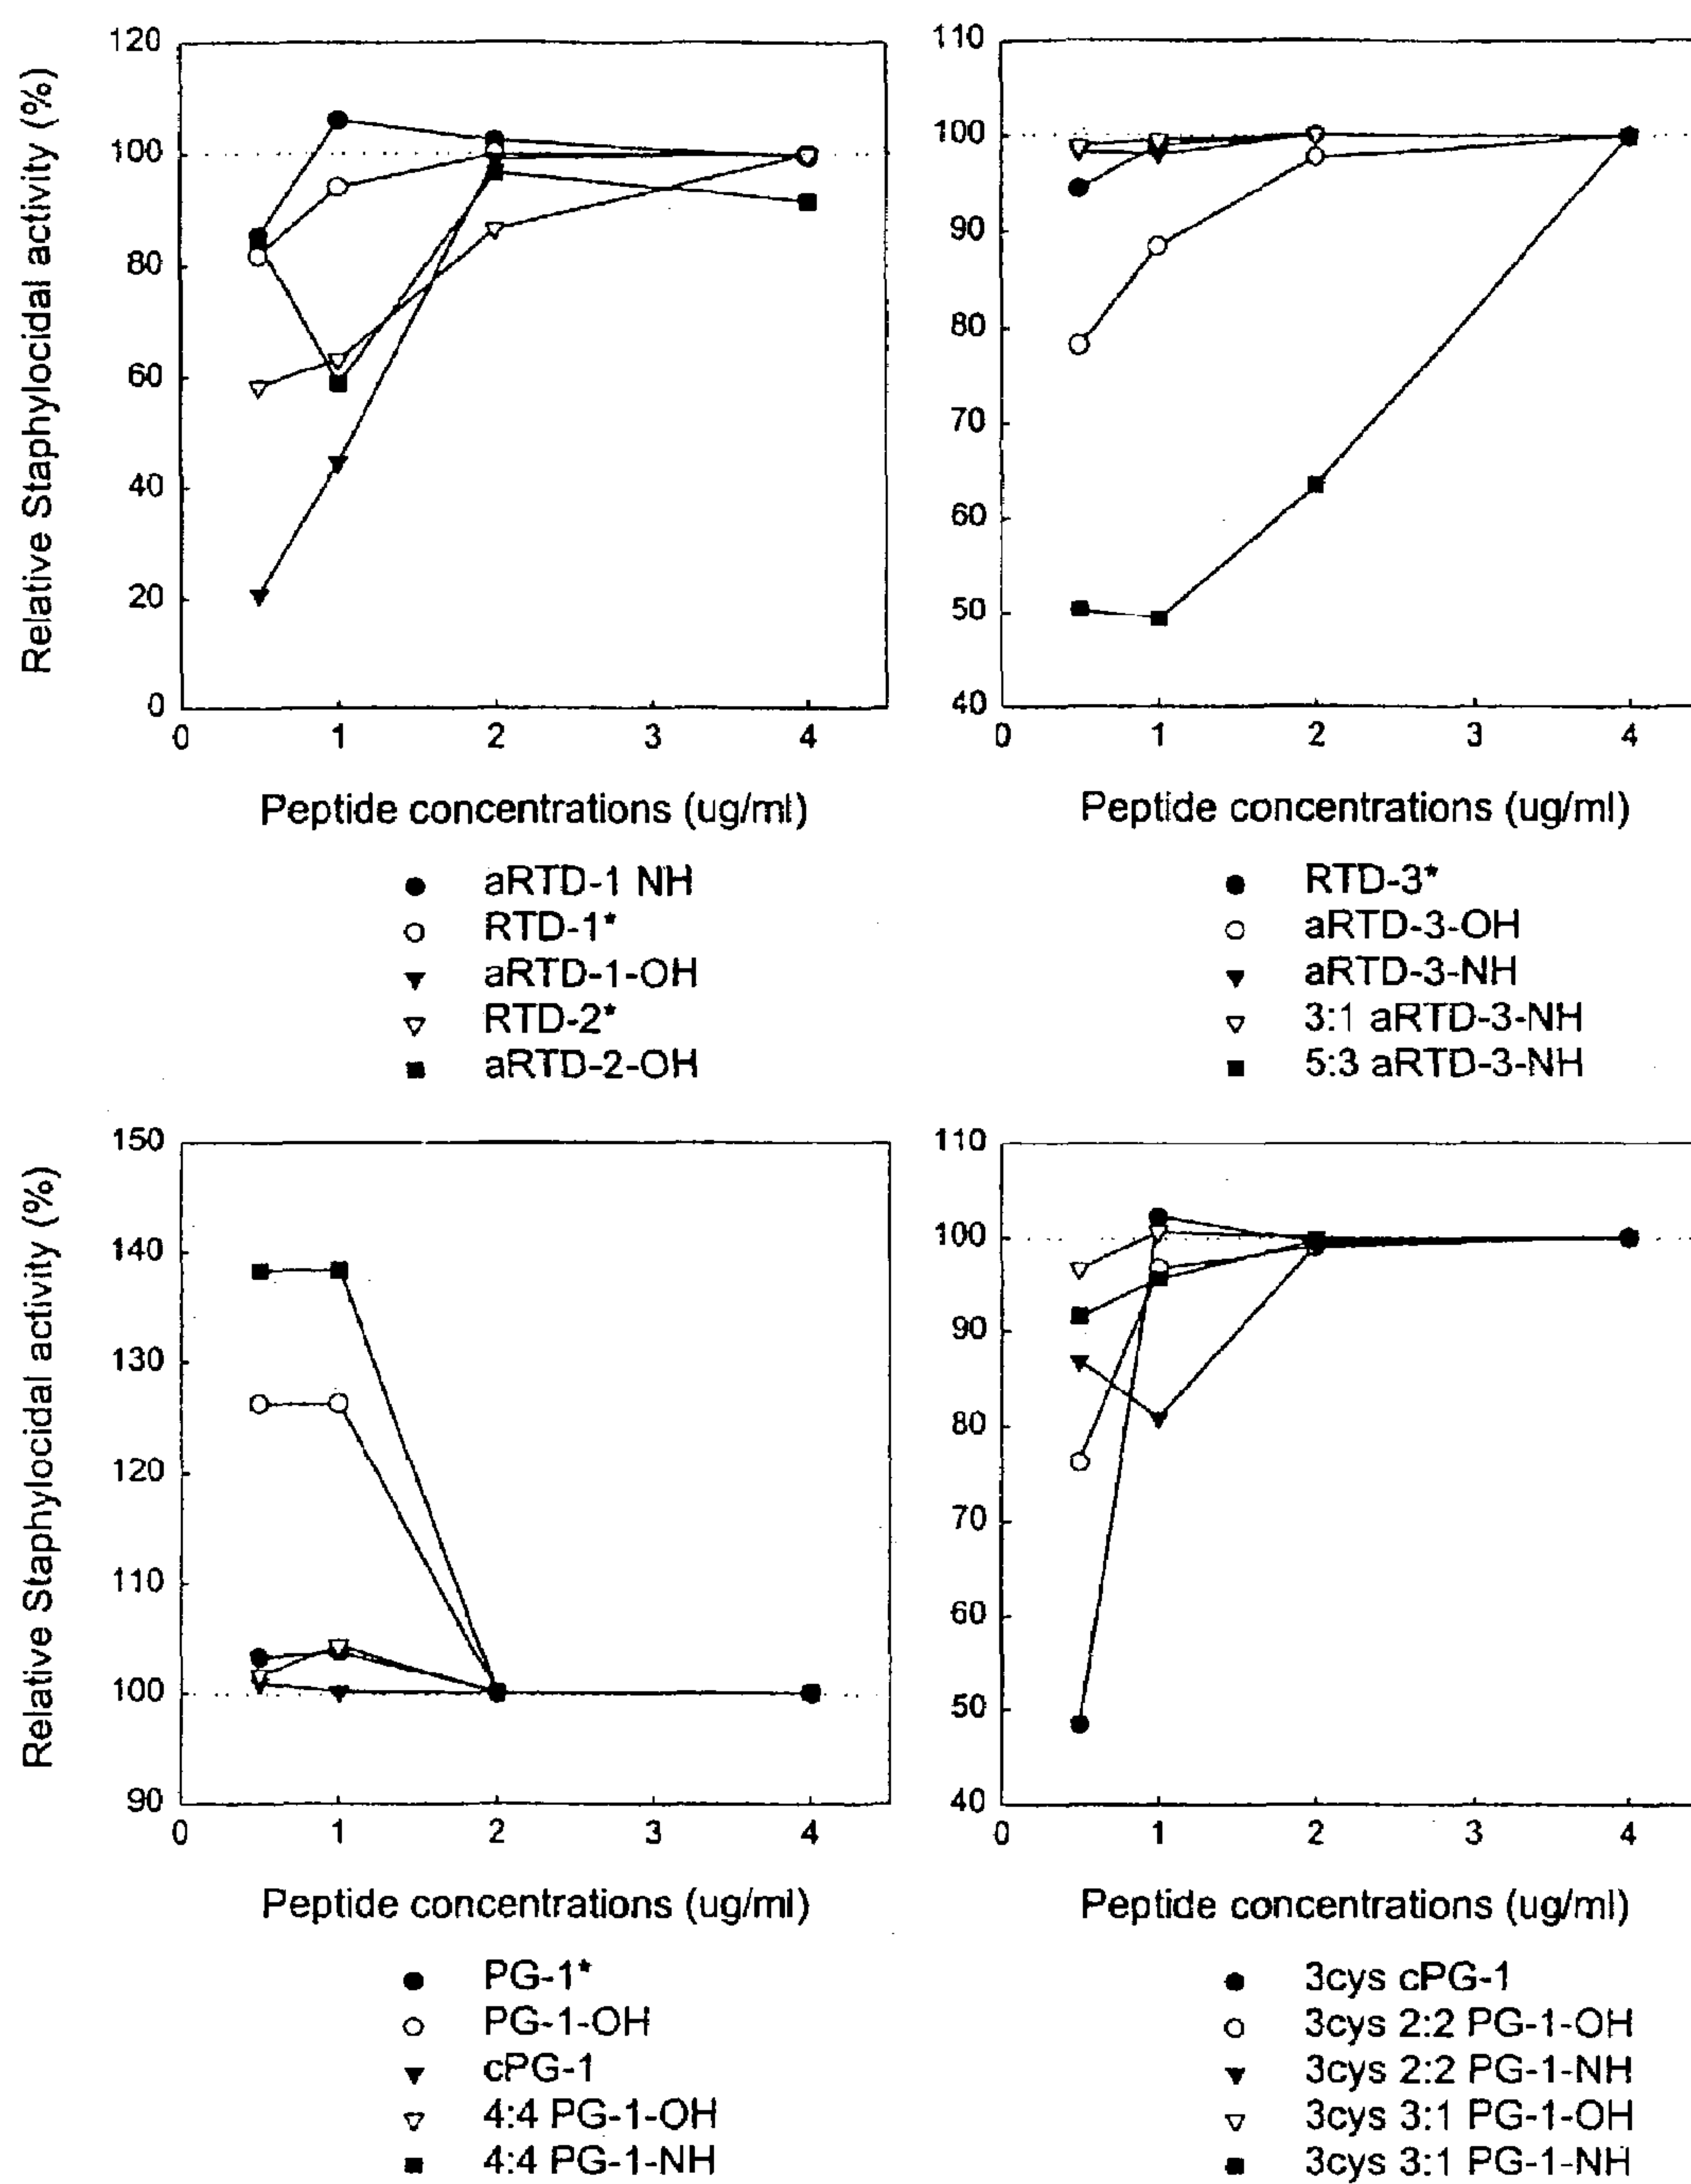 Relative Staphylocidal activity (%)
120
100
80
60
40
20
0
0 1 2 3 4
Peptide concentrations (ug/ml)
aRTD-1 NH
RTD-1*
aRTD-1-OH
RTD-2*
aRTD-2-OH
110
100
90
80
70
60
50
40
0 1 2 3 4
Peptide concentrations (ug/ml)
RTD-3*
aRTD-3-OH
aRTD-3-NH
3:1 aRTD-3-NH
5:3 aRTD-3-NH
Relative Staphylocidal activity (%)
150
140
130
120
110
100
90
0 1 2 3 4
Peptide concentrations (ug/ml)
PG-1*
PG-1-OH
cPG-1
4:4 PG-1-OH
4:4 PG-1-NH
110
100
90
80
70
60
50
40
0 1 2 3 4
Peptide concentrations (ug/ml)
3cys cPG-1
3cys 2:2 PG-1-OH
3cys 2:2 PG-1-NH
3cys 3:1 PG-1-OH
3cys 3:1 PG-1-NH